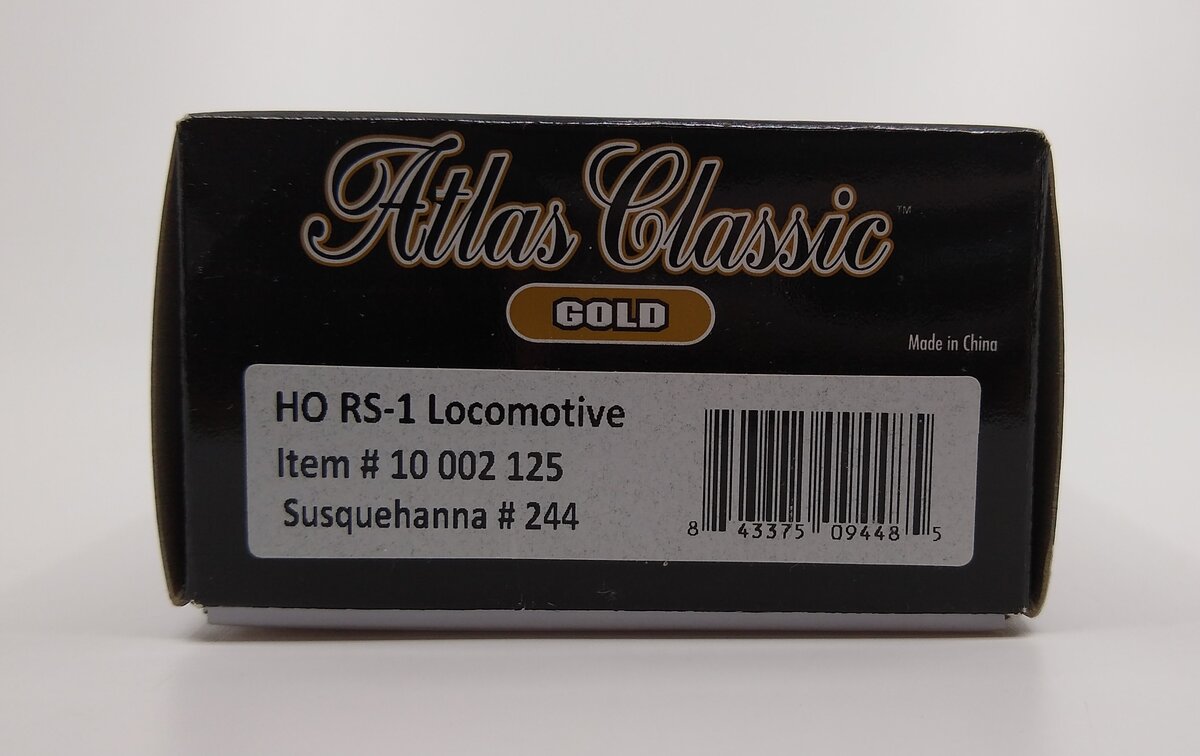 Atlas Classic™
GOLD
Made in China
HO RS-1 Locomotive
Item # 10 002 125
Susquehanna # 244
8 43375 09448 5